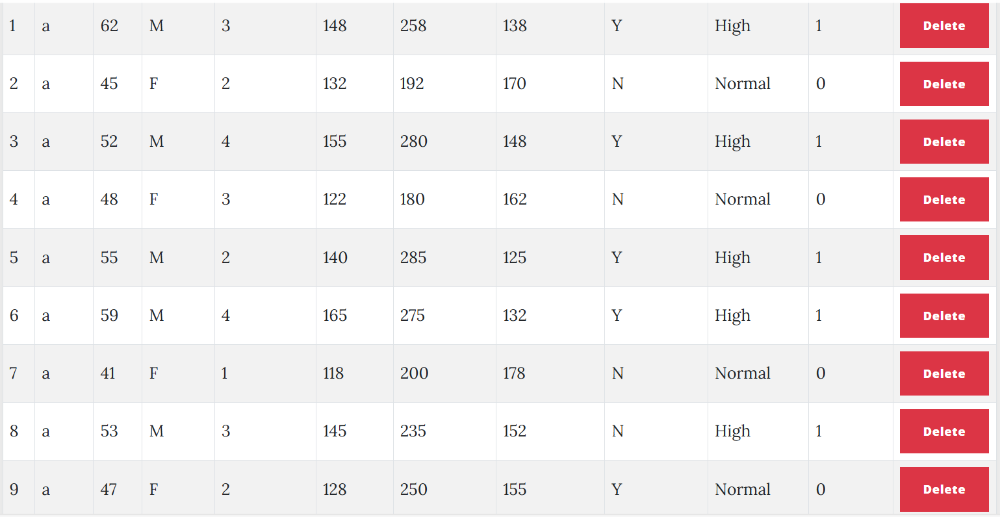 1 a 62 M 3 148 258 138 Y High 1 Delete
2 a 45 F 2 132 192 170 N Normal 0 Delete
3 a 52 M 4 155 280 148 Y High 1 Delete
4 a 48 F 3 122 180 162 N Normal 0 Delete
5 a 55 M 2 140 285 125 Y High 1 Delete
6 a 59 M 4 165 275 132 Y High 1 Delete
7 a 41 F 1 118 200 178 N Normal 0 Delete
8 a 53 M 3 145 235 152 N High 1 Delete
9 a 47 F 2 128 250 155 Y Normal 0 Delete